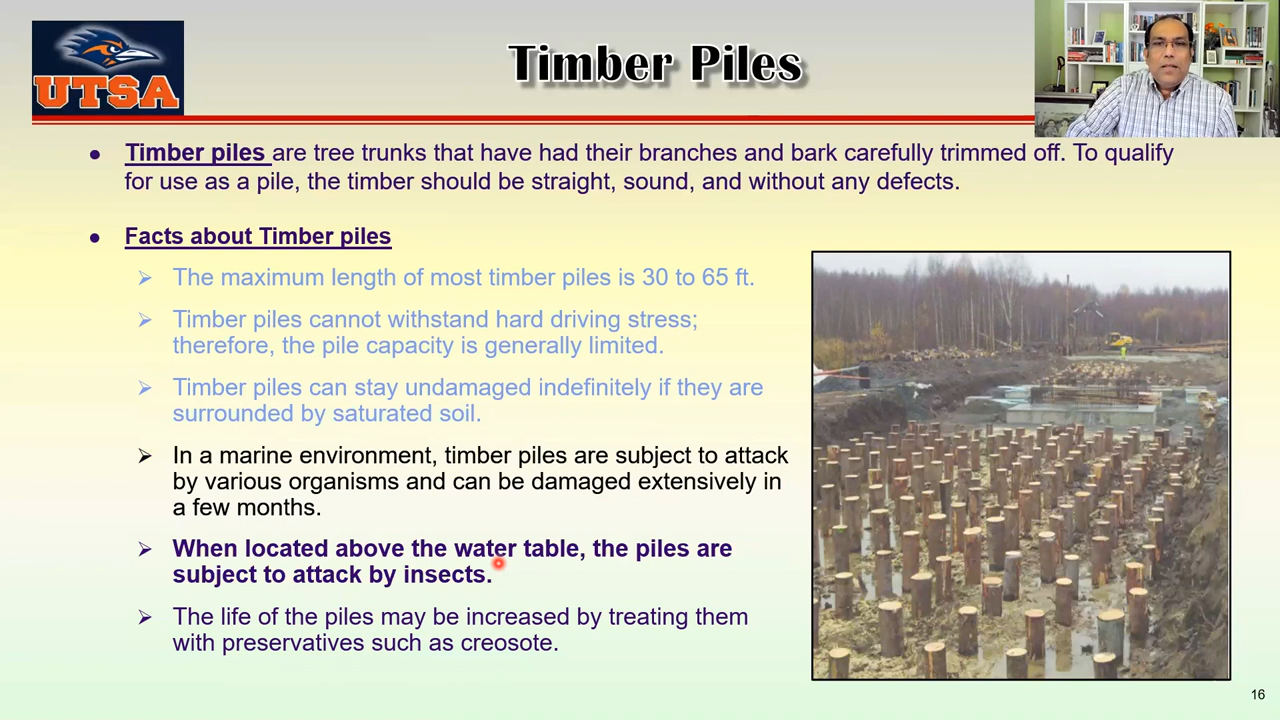 UTSA
Timber Piles
● Timber piles are tree trunks that have had their branches and bark carefully trimmed off. To qualify
for use as a pile, the timber should be straight, sound, and without any defects.
● Facts about Timber piles
➢ The maximum length of most timber piles is 30 to 65 ft.
➢ Timber piles cannot withstand hard driving stress;
therefore, the pile capacity is generally limited.
➢ Timber piles can stay undamaged indefinitely if they are
surrounded by saturated soil.
➢ In a marine environment, timber piles are subject to attack
by various organisms and can be damaged extensively in
a few months.
➢ When located above the water table, the piles are
subject to attack by insects.
➢ The life of the piles may be increased by treating them
with preservatives such as creosote.
16